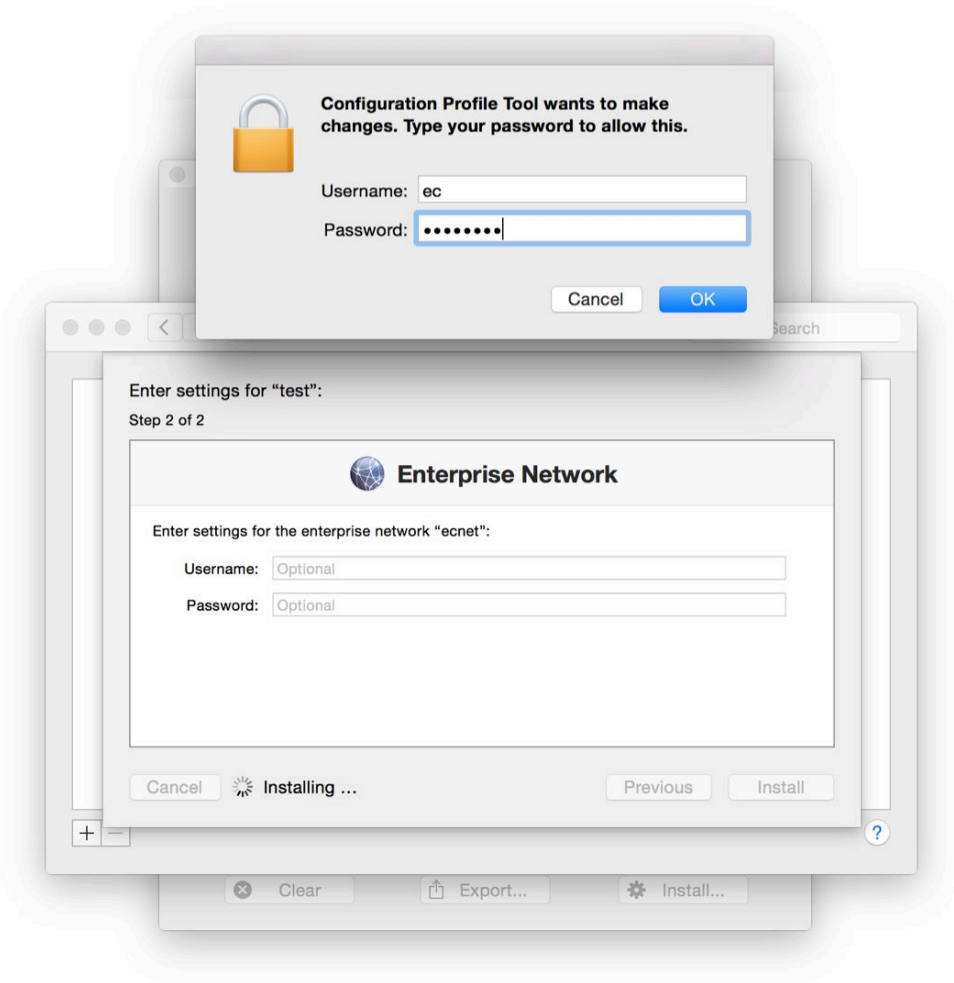 Configuration Profile Tool wants to make
changes. Type your password to allow this.
Username: ec
Password: ••••••••
Cancel OK
Search
Enter settings for “test”:
Step 2 of 2
Enterprise Network
Enter settings for the enterprise network “ecnet”:
Username: Optional
Password: Optional
Cancel Installing ... Previous Install
+ −
?
Clear Export... Install...